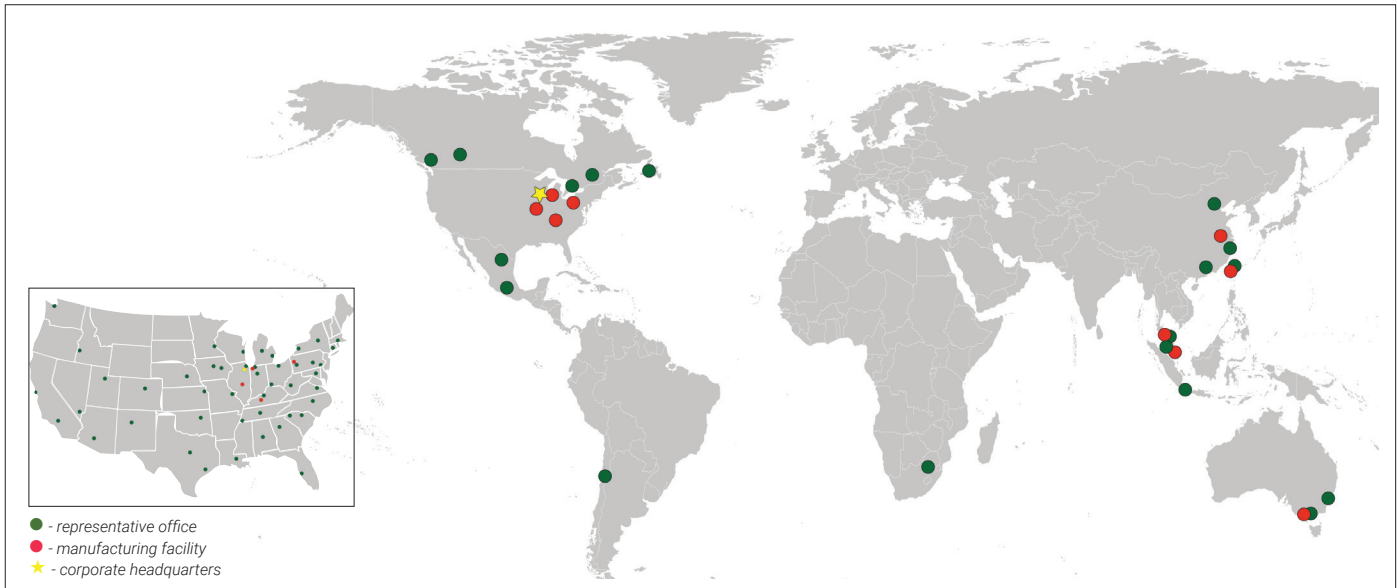 - representative office
- manufacturing facility
- corporate headquarters